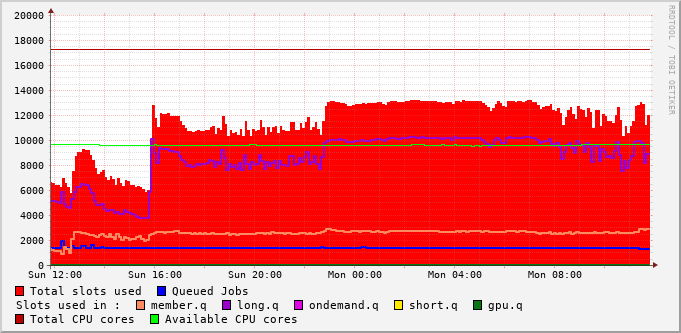 RRDTOOL / TOBI OETIKER
20000
18000
16000
14000
12000
10000
8000
6000
4000
2000
0
Sun 12:00 Sun 16:00 Sun 20:00 Mon 00:00 Mon 04:00 Mon 08:00
Total slots used Queued Jobs
Slots used in : member.q long.q ondemand.q short.q gpu.q
Total CPU cores Available CPU cores